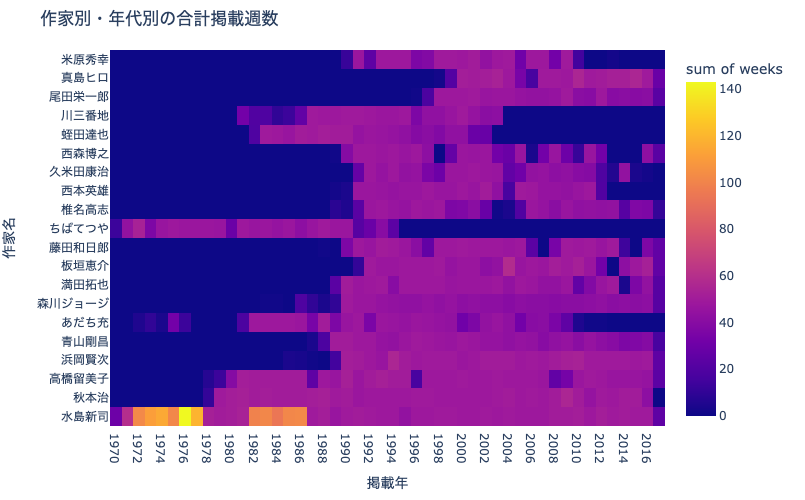 作家別・年代別の合計掲載週数
sum of weeks
米原秀幸
真島ヒロ
尾田栄一郎
川三番地
蛭田達也
西森博之
久米田康治
西本英雄
椎名高志
ちばてつや
藤田和日郎
板垣恵介
満田拓也
森川ジョージ
あだち充
青山剛昌
浜岡賢次
高橋留美子
秋本治
水島新司
作家名
140
120
100
80
60
40
20
0
1970
1972
1974
1976
1978
1980
1982
1984
1986
1988
1990
1992
1994
1996
1998
2000
2002
2004
2006
2008
2010
2012
2014
2016
掲載年